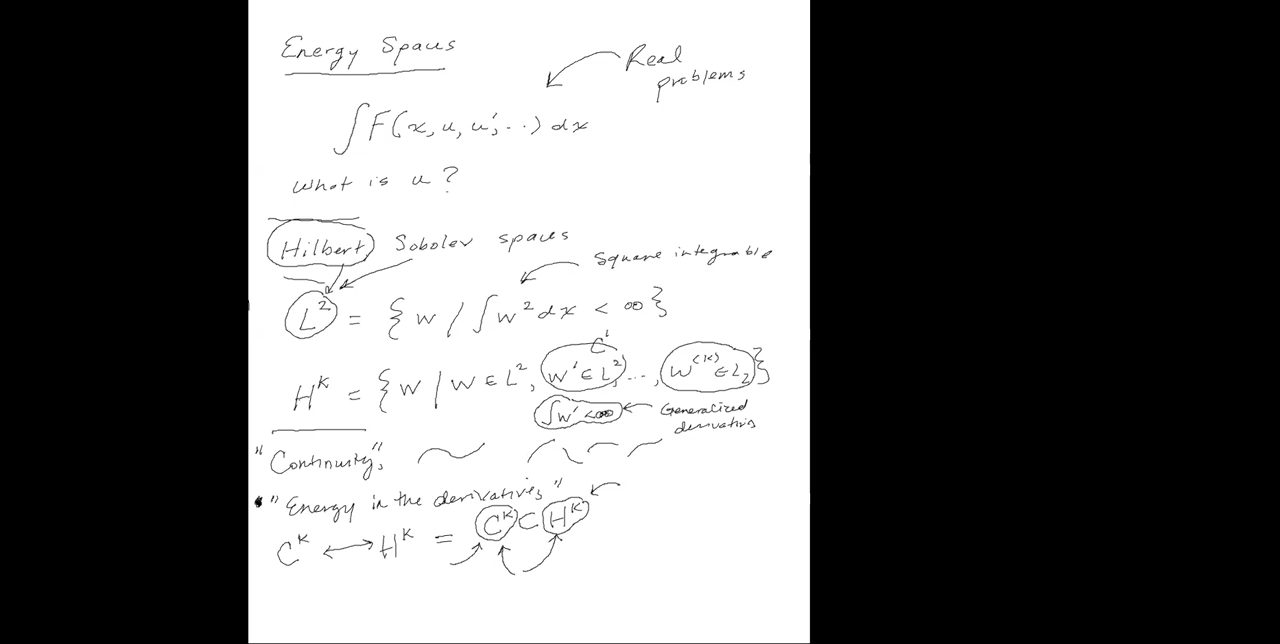 Energy Spaces
Real
problems
∫F(x, u, u′, ...) dx
What is u?
Hilbert, Sobolev spaces
Square integrable
L² = {w / ∫w² dx < ∞}
C¹
Hᴷ = {w / w ∈ L², w′ ∈ L², ..., w⁽ᴷ⁾ ∈ L₂}
∫w′ < ∞
Generalized
derivatives
"Continuity"
"Energy in the derivatives"
Cᴷ ⟷ Hᴷ = Cᴷ ⊂ Hᴷ